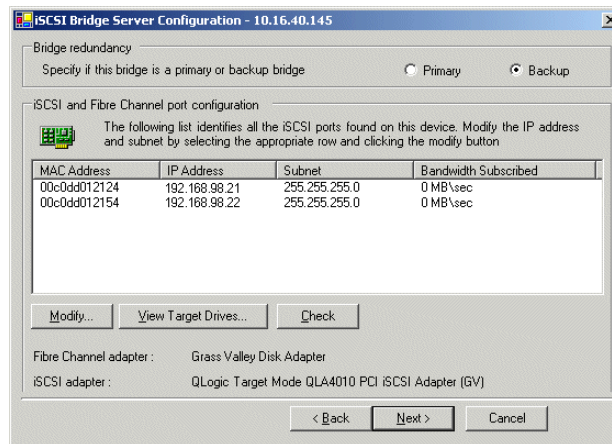 iSCSI Bridge Server Configuration - 10.16.40.145
Bridge redundancy
Specify if this bridge is a primary or backup bridge Primary Backup
iSCSI and Fibre Channel port configuration
The following list identifies all the iSCSI ports found on this device. Modify the IP address
and subnet by selecting the appropriate row and clicking the modify button
MAC Address IP Address Subnet Bandwidth Subscribed
00c0dd012124 192.168.98.21 255.255.255.0 0 MB\sec
00c0dd012154 192.168.98.22 255.255.255.0 0 MB\sec
Modify... View Target Drives... Check
Fibre Channel adapter : Grass Valley Disk Adapter
iSCSI adapter : QLogic Target Mode QLA4010 PCI iSCSI Adapter (GV)
< Back Next > Cancel